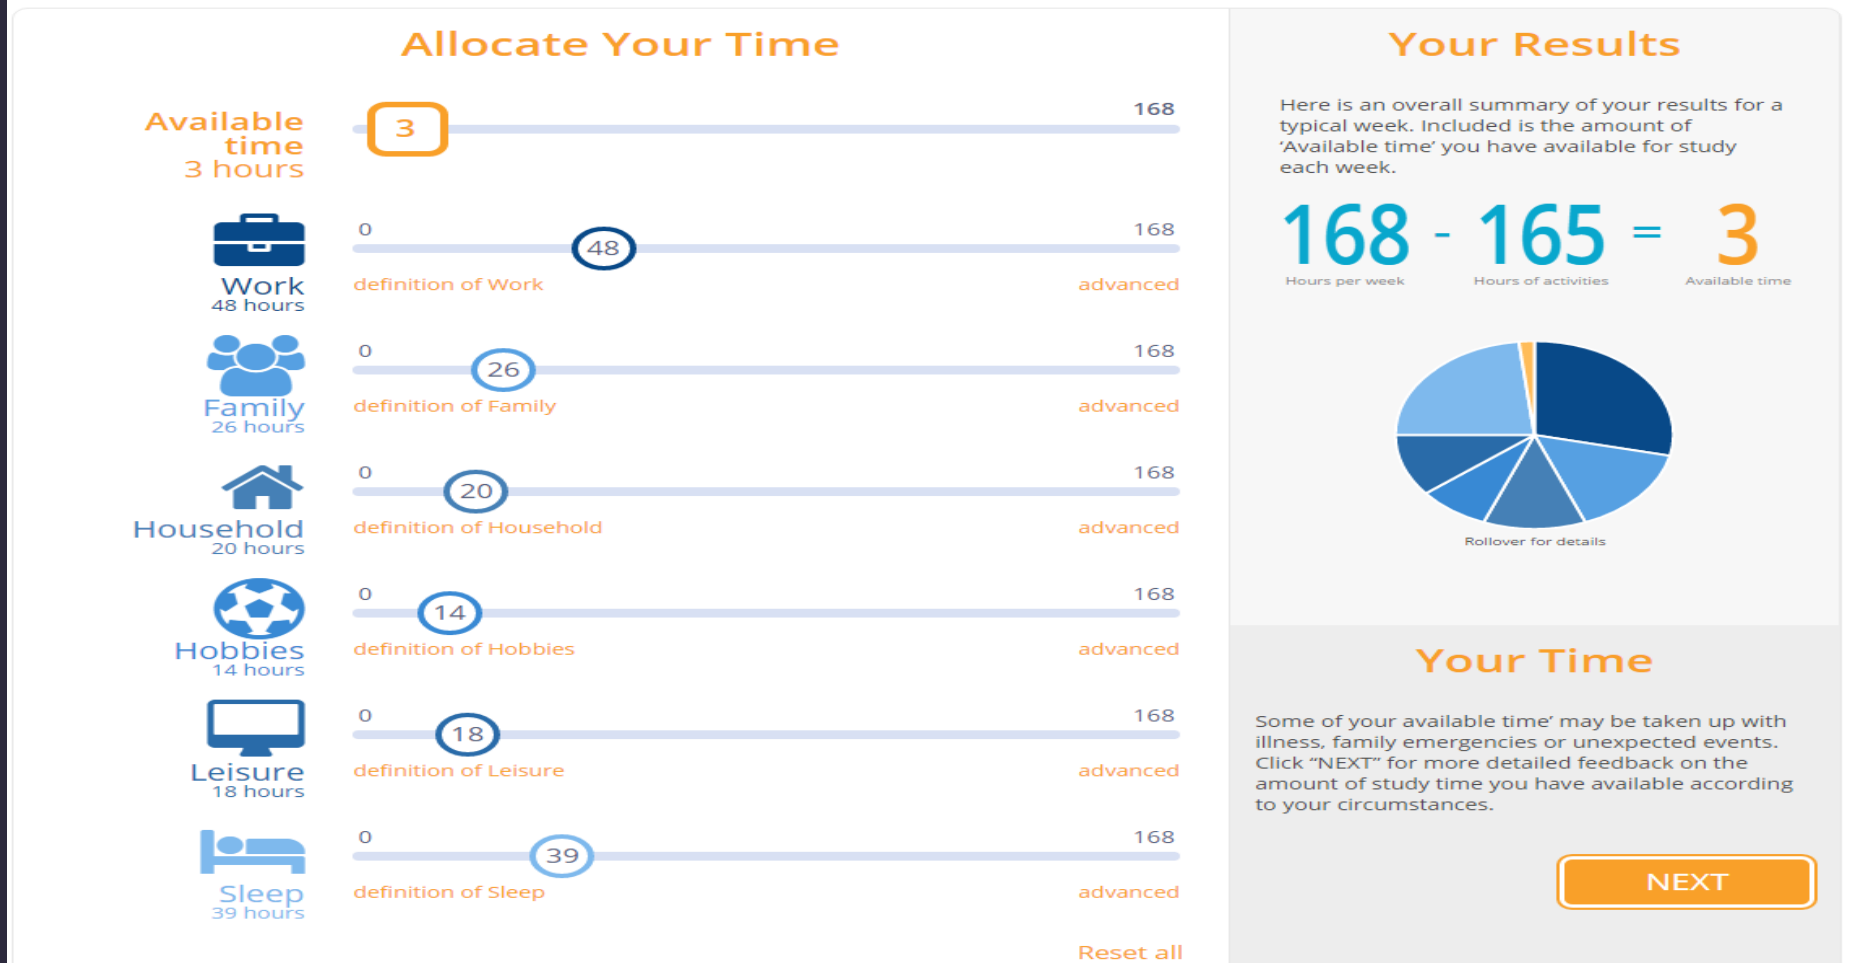 Allocate Your Time
Available
time
3 hours
3
168
Work
48 hours
0
48
168
definition of Work
advanced
Family
26 hours
0
26
168
definition of Family
advanced
Household
20 hours
0
20
168
definition of Household
advanced
Hobbies
14 hours
0
14
168
definition of Hobbies
advanced
Leisure
18 hours
0
18
168
definition of Leisure
advanced
Sleep
39 hours
0
39
168
definition of Sleep
advanced
Reset all
Your Results
Here is an overall summary of your results for a
typical week. Included is the amount of
‘Available time’ you have available for study
each week.
168 - 165 = 3
Hours per week Hours of activities Available time
Rollover for details
Your Time
Some of your available time’ may be taken up with
illness, family emergencies or unexpected events.
Click “NEXT” for more detailed feedback on the
amount of study time you have available according
to your circumstances.
NEXT